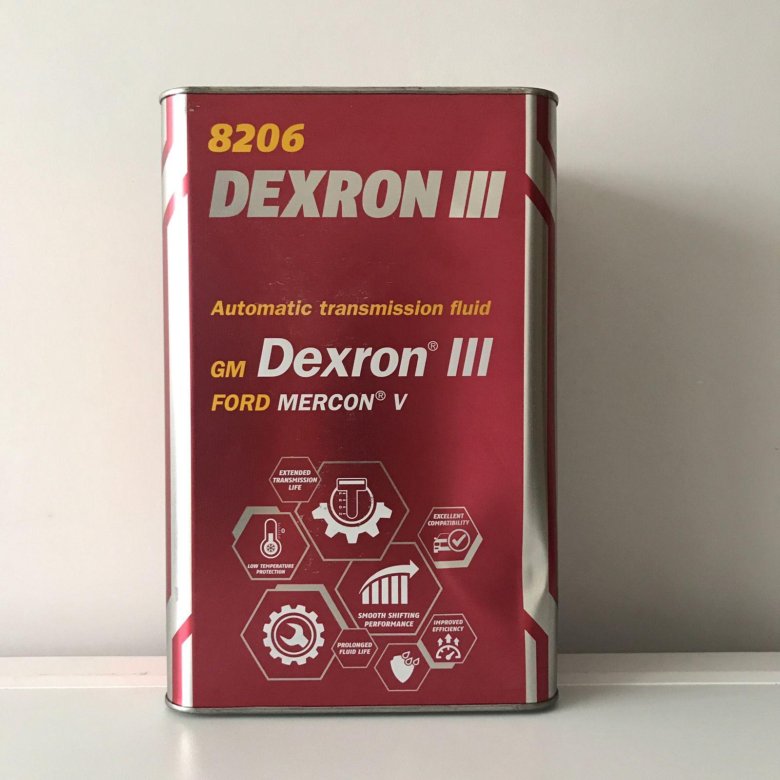 8206
DEXRON III
Automatic transmission fluid
GM Dexron® III
FORD MERCON® V
EXTENDED
TRANSMISSION
LIFE
EXCELLENT
COMPATIBILITY
LOW TEMPERATURE
PROTECTION
SMOOTH SHIFTING
PERFORMANCE
IMPROVED
EFFICIENCY
PROLONGED
FLUID LIFE